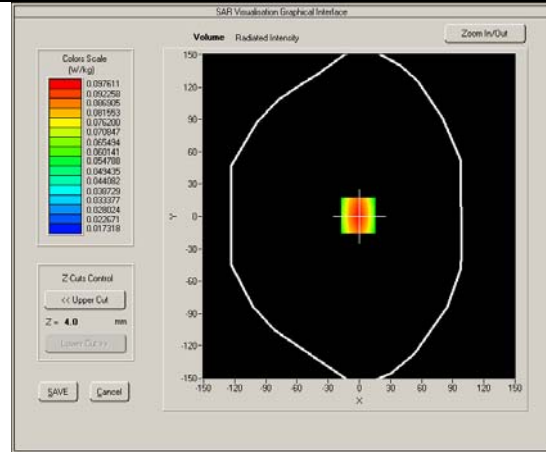 SAR Visualisation Graphical Interface
Volume Radiated Intensity
Zoom In/Out
Colors Scale
(W/kg)
0.097611
0.092258
0.086905
0.081553
0.076200
0.070847
0.065494
0.060141
0.054788
0.049435
0.044082
0.038729
0.033377
0.028024
0.022671
0.017318
Z Cuts Control
<< Upper Cut
Z = 4.0 mm
Lower Cut >>
SAVE Cancel
150
120
90
60
30
0
-30
-60
-90
-120
-150
Y
-150 -120 -90 -60 -30 0 30 60 90 120 150
X